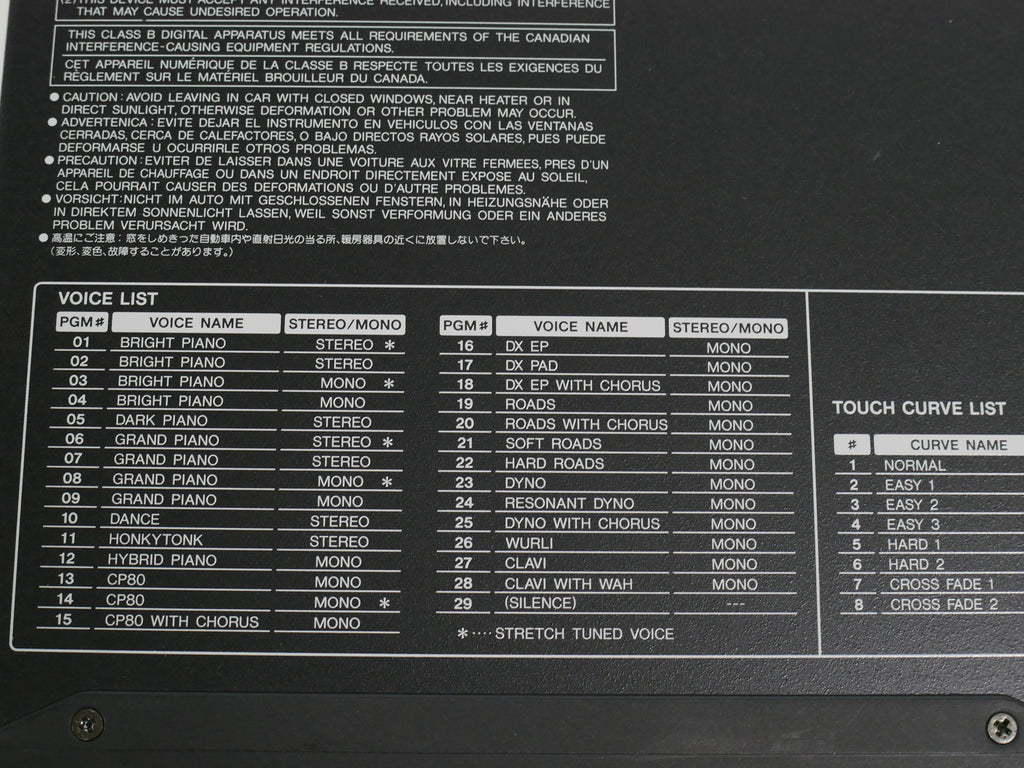 (2) THIS DEVICE MUST ACCEPT ANY INTERFERENCE RECEIVED, INCLUDING INTERFERENCE
THAT MAY CAUSE UNDESIRED OPERATION.
THIS CLASS B DIGITAL APPARATUS MEETS ALL REQUIREMENTS OF THE CANADIAN
INTERFERENCE-CAUSING EQUIPMENT REGULATIONS.
CET APPAREIL NUMÉRIQUE DE LA CLASSE B RESPECTE TOUTES LES EXIGENCES DU
RÈGLEMENT SUR LE MATÉRIEL BROUILLEUR DU CANADA.
● CAUTION: AVOID LEAVING IN CAR WITH CLOSED WINDOWS, NEAR HEATER OR IN
DIRECT SUNLIGHT, OTHERWISE DEFORMATION OR OTHER PROBLEM MAY OCCUR.
● ADVERTENICA: EVITE DEJAR EL INSTRUMENTO EN VEHICULOS CON LAS VENTANAS
CERRADAS, CERCA DE CALEFACTORES, O BAJO DIRECTOS RAYOS SOLARES, PUES PUEDE
DEFORMARSE U OCURRIRLE OTROS PROBLEMAS.
● PRECAUTION: EVITER DE LAISSER DANS UNE VOITURE AUX VITRE FERMEES, PRES D'UN
APPAREIL DE CHAUFFAGE OU DANS UN ENDROIT DIRECTEMENT EXPOSE AU SOLEIL,
CELA POURRAIT CAUSER DES DEFORMATIONS OU D'AUTRE PROBLEMES.
● VORSICHT: NICHT IM AUTO MIT GESCHLOSSENEN FENSTERN, IN HEIZUNGSNÄHE ODER
IN DIREKTEM SONNENLICHT LASSEN, WEIL SONST VERFORMUNG ODER EIN ANDERES
PROBLEM VERURSACHT WIRD.
● 高温にご注意: 窓をしめきった自動車内や直射日光の当る所、暖房器具の近くに放置しないで下さい。
(変形、変色、故障することがあります。)
VOICE LIST
PGM# VOICE NAME STEREO/MONO
01 BRIGHT PIANO STEREO *
02 BRIGHT PIANO STEREO
03 BRIGHT PIANO MONO *
04 BRIGHT PIANO MONO
05 DARK PIANO STEREO
06 GRAND PIANO STEREO *
07 GRAND PIANO STEREO
08 GRAND PIANO MONO *
09 GRAND PIANO MONO
10 DANCE STEREO
11 HONKYTONK STEREO
12 HYBRID PIANO MONO
13 CP80 MONO
14 CP80 MONO *
15 CP80 WITH CHORUS MONO
PGM# VOICE NAME STEREO/MONO
16 DX EP MONO
17 DX PAD MONO
18 DX EP WITH CHORUS MONO
19 ROADS MONO
20 ROADS WITH CHORUS MONO
21 SOFT ROADS MONO
22 HARD ROADS MONO
23 DYNO MONO
24 RESONANT DYNO MONO
25 DYNO WITH CHORUS MONO
26 WURLI MONO
27 CLAVI MONO
28 CLAVI WITH WAH MONO
29 (SILENCE) ---
*···· STRETCH TUNED VOICE
TOUCH CURVE LIST
# CURVE NAME
1 NORMAL
2 EASY 1
3 EASY 2
4 EASY 3
5 HARD 1
6 HARD 2
7 CROSS FADE 1
8 CROSS FADE 2